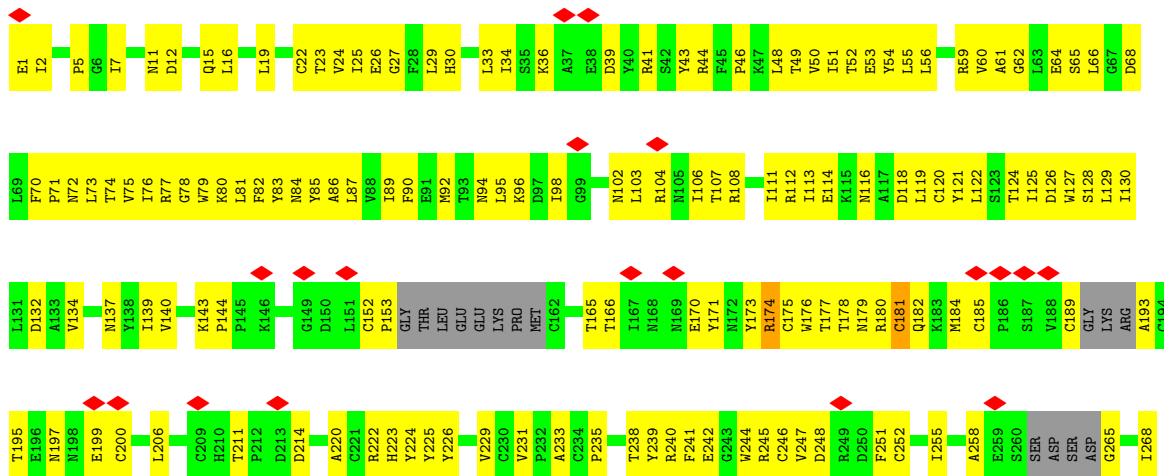 E1 I2 P5 G6 I7 N11 D12 Q15 L16 L19 C22 T23 V24 I25 E26 G27 F28 L29 H30 L33 I34 S35 K36 A37 E38 D39 Y40 R41 S42 Y43 R44 F45 P46 K47 L48 T49 V50 I51 T52 E53 Y54 L55 L56 R59 V60 A61 G62 L63 E64 S65 L66 G67 D68
L69 F70 P71 N72 L73 T74 V75 I76 R77 G78 W79 K80 L81 F82 Y83 N84 Y85 A86 L87 V88 I89 F90 E91 M92 T93 N94 L95 K96 D97 I98 G99 N102 L103 R104 N105 I106 T107 R108 I111 R112 I113 E114 K115 N116 A117 D118 L119 C120 Y121 L122 S123 T124 I125 D126 W127 S128 L129 I130
L131 D132 A133 V134 N137 Y138 I139 V140 K143 P144 P145 K146 G149 D150 L151 C152 P153 GLY THR LEU GLU GLU LYS PRO MET C162 T165 T166 I167 N168 N169 E170 Y171 N172 Y173 R174 C175 W176 T177 T178 N179 R180 C181 Q182 K183 M184 C185 P186 S187 V188 C189 GLY LYS ARG A193 C194
T195 E196 N197 N198 E199 C200 L206 C209 H210 T211 P212 D213 D214 A220 C221 R222 H223 Y224 Y225 Y226 V229 C230 V231 P232 A233 C234 P235 T238 Y239 R240 F241 E242 G243 W244 R245 C246 V247 D248 R249 D250 F251 C252 I255 A258 E259 S260 SER ASP SER ASP G265 I268